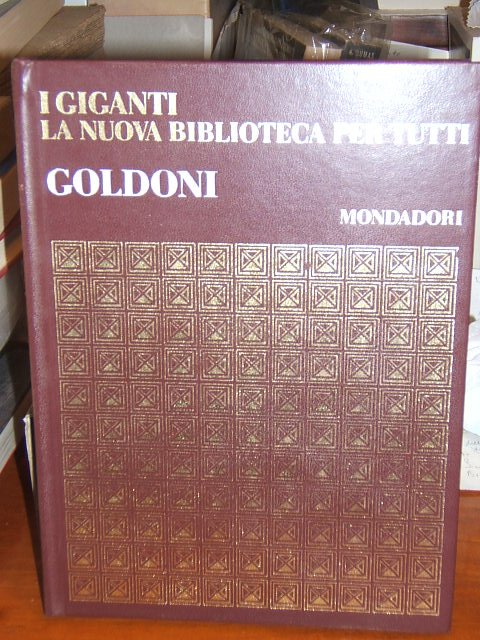 I GIGANTI
LA NUOVA BIBLIOTECA PER TUTTI
GOLDONI
MONDADORI